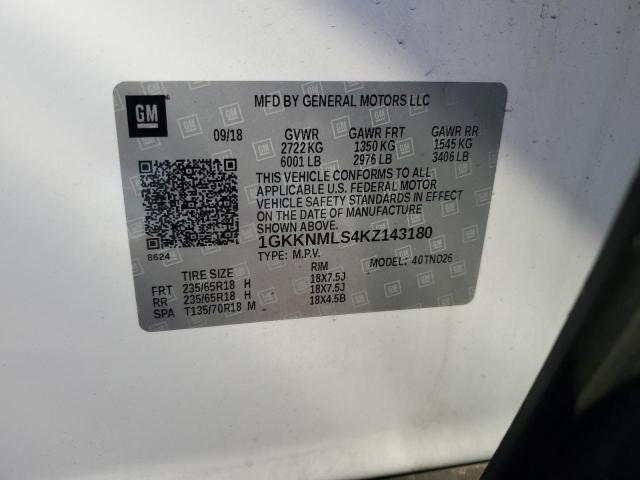 GM
MFD BY GENERAL MOTORS LLC
09/18 GVWR GAWR FRT GAWR RR
2722 KG 1350 KG 1545 KG
6001 LB 2976 LB 3406 LB
THIS VEHICLE CONFORMS TO ALL
APPLICABLE U.S. FEDERAL MOTOR
VEHICLE SAFETY STANDARDS IN EFFECT
ON THE DATE OF MANUFACTURE
SHOWN ABOVE.
1GKKNMLS4KZ143180
8624
TYPE: M.P.V. MODEL: 40TND26
TIRE SIZE RIM
FRT 235/65R18 H 18X7.5J
RR 235/65R18 H 18X7.5J
SPA T135/70R18 M 18X4.5B